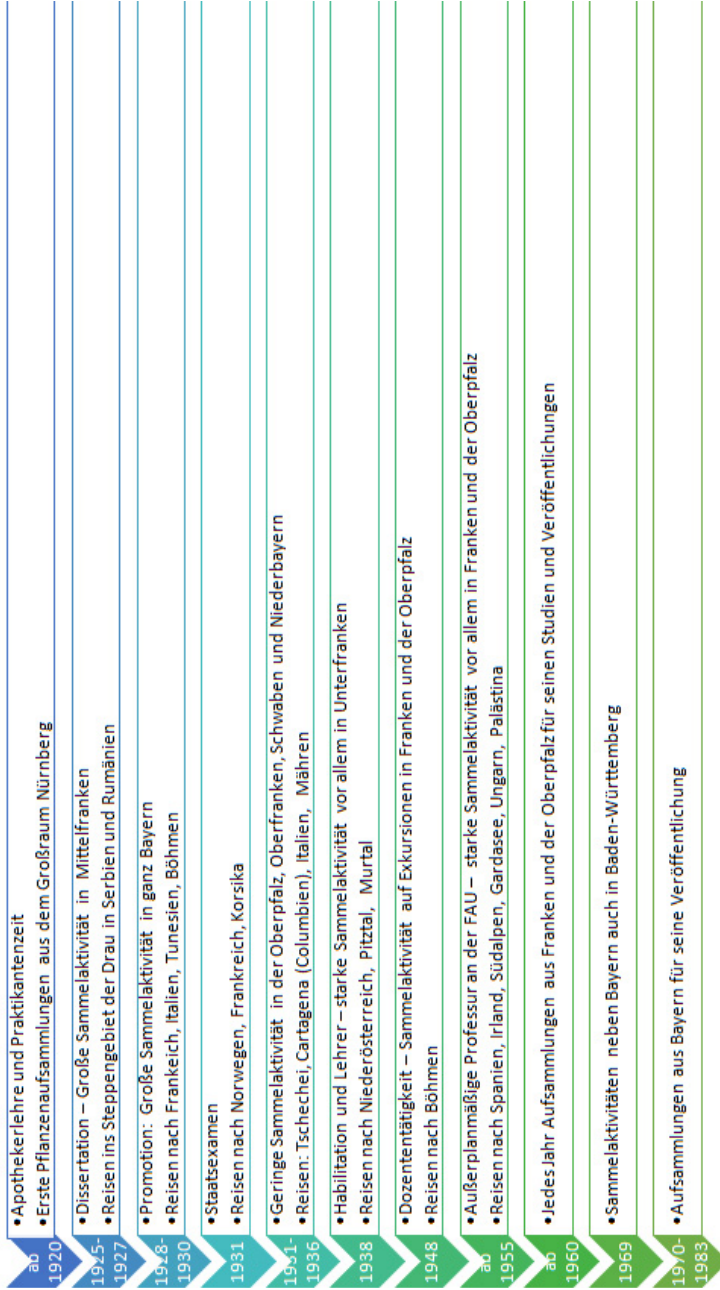 ab
1920
•Apothekerlehre und Praktikantenzeit
•Erste Pflanzenaufsammlungen aus dem Großraum Nürnberg
1925-
1927
•Dissertation – Große Sammelaktivität in Mittelfranken
•Reisen ins Steppengebiet der Drau in Serbien und Rumänien
1928-
1930
•Promotion: Große Sammelaktivität in ganz Bayern
•Reisen nach Frankeich, Italien, Tunesien, Böhmen
1931
•Staatsexamen
•Reisen nach Norwegen, Frankreich, Korsika
1931-
1936
•Geringe Sammelaktivität in der Oberpfalz, Oberfranken, Schwaben und Niederbayern
•Reisen: Tschechei, Cartagena (Columbien), Italien, Mähren
1938
•Habilitation und Lehrer – starke Sammelaktivität vor allem in Unterfranken
•Reisen nach Niederösterreich, Pitztal, Murtal
1948
•Dozententätigkeit – Sammelaktivität auf Exkursionen in Franken und der Oberpfalz
•Reisen nach Böhmen
ab
1955
•Außerplanmäßige Professur an der FAU – starke Sammelaktivität vor allem in Franken und der Oberpfalz
•Reisen nach Spanien, Irland, Südalpen, Gardasee, Ungarn, Palästina
ab
1960
•Jedes Jahr Aufsammlungen aus Franken und der Oberpfalz für seinen Studien und Veröffentlichungen
1969
•Sammelaktivitäten neben Bayern auch in Baden-Württemberg
1970-
1983
•Aufsammlungen aus Bayern für seine Veröffentlichung